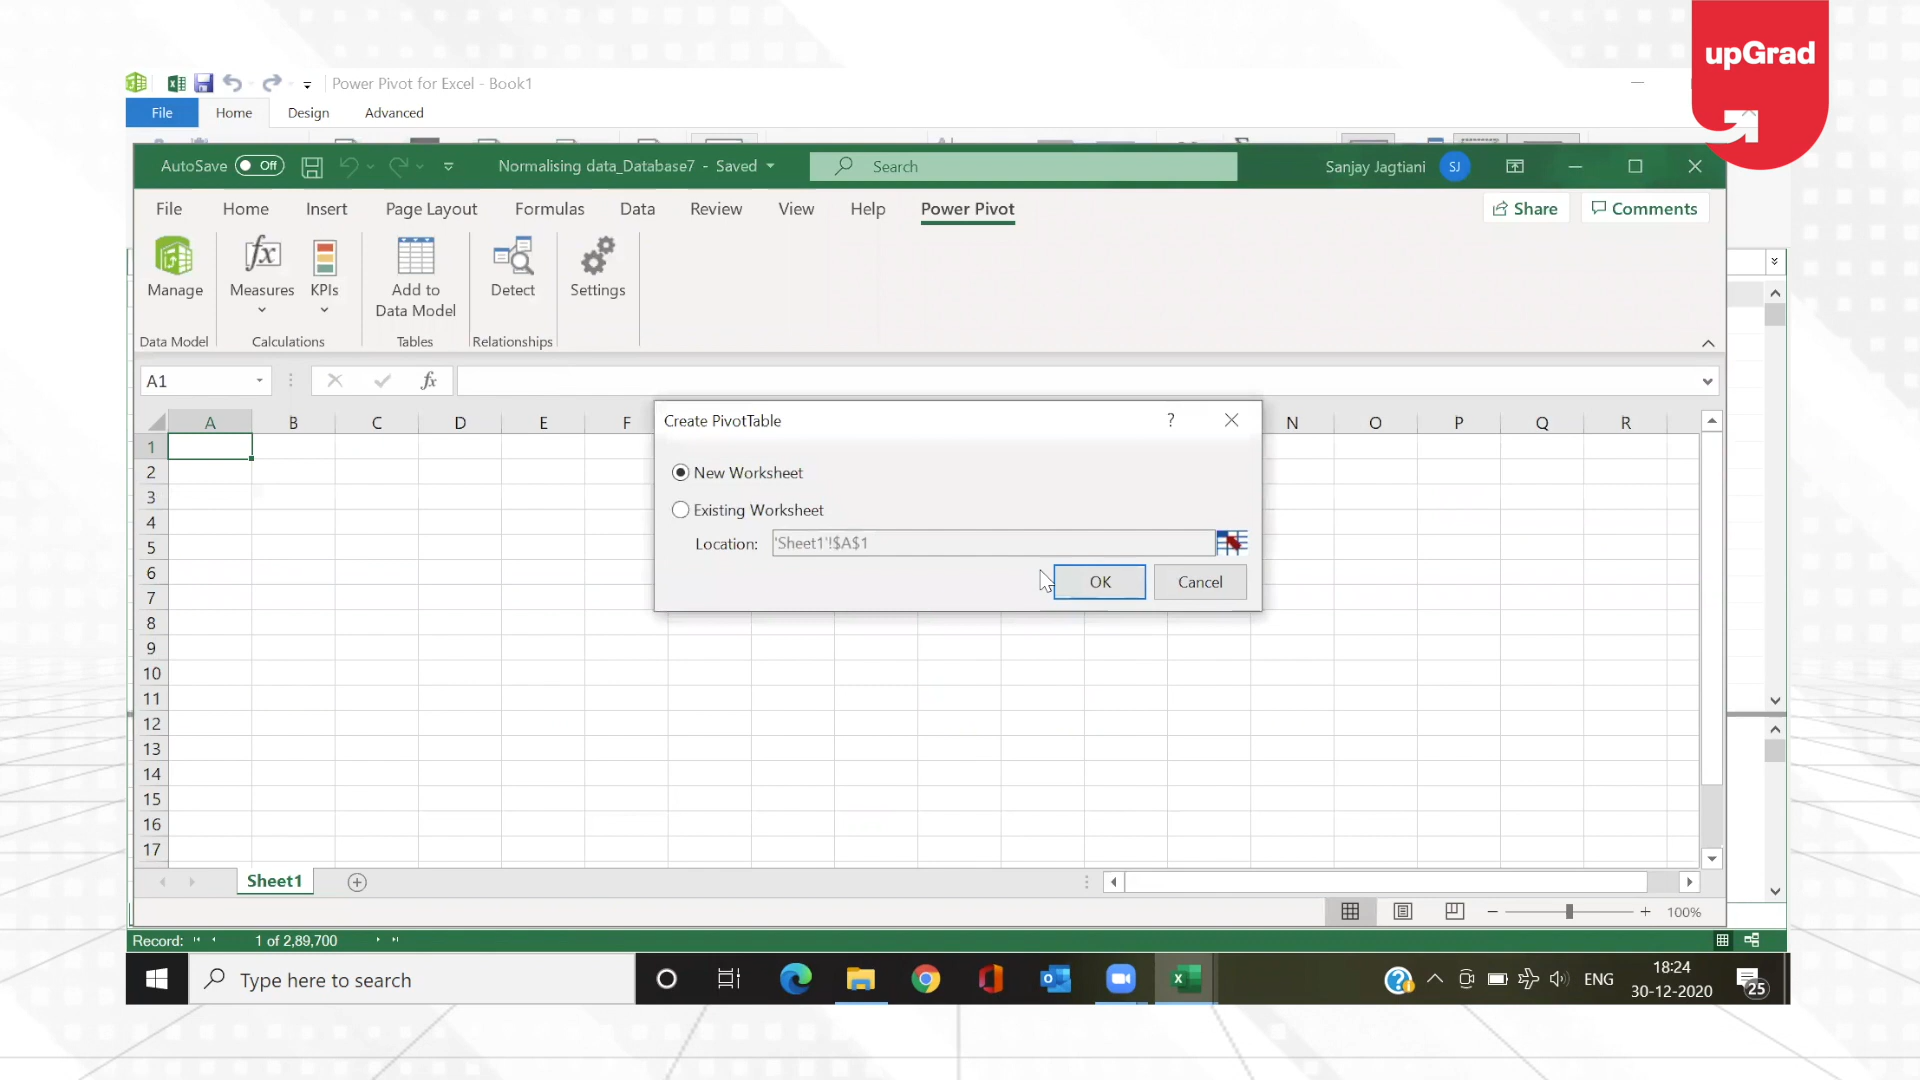 upGrad
Power Pivot for Excel - Book1
File Home Design Advanced
AutoSave Off Normalising data_Database7 - Saved Search Sanjay Jagtiani SJ
File Home Insert Page Layout Formulas Data Review View Help Power Pivot Share Comments
Manage Measures KPIs Add to Data Model Detect Settings
Data Model Calculations Tables Relationships
A1 fx
A B C D E F N O P Q R
Create PivotTable ?
1
New Worksheet
2
3
Existing Worksheet
4
Location: 'Sheet1'!$A$1
5
OK Cancel
6
7
8
9
10
11
12
13
14
15
16
17
Sheet1
100%
Record: 1 of 2,89,700
Type here to search ENG 18:24
30-12-2020 25